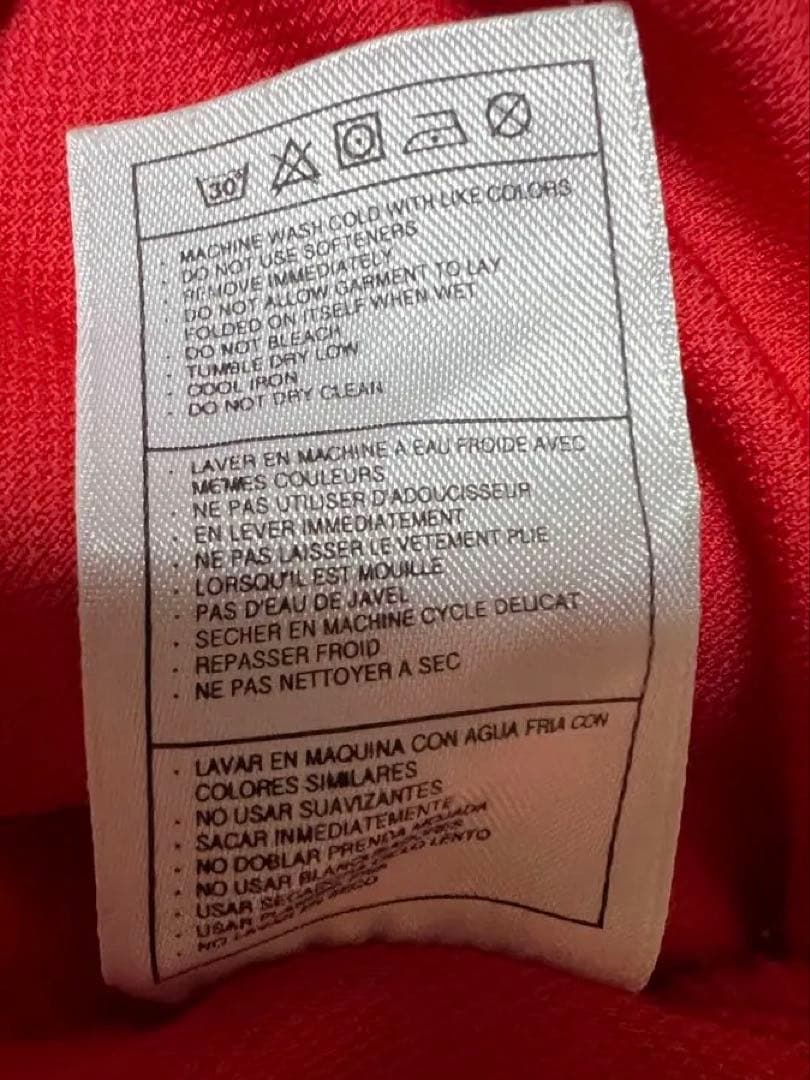 30°
· MACHINE WASH COLD WITH LIKE COLORS
· DO NOT USE SOFTENERS
· REMOVE IMMEDIATELY
· DO NOT ALLOW GARMENT TO LAY
FOLDED ON ITSELF WHEN WET
· DO NOT BLEACH
· TUMBLE DRY LOW
· COOL IRON
· DO NOT DRY CLEAN
· LAVER EN MACHINE A EAU FROIDE AVEC
MEMES COULEURS
· NE PAS UTILISER D'ADOUCISSEUR
· EN LEVER IMMEDIATEMENT
· NE PAS LAISSER LE VETEMENT PLIE
· LORSQU'IL EST MOUILLE
· PAS D'EAU DE JAVEL
· SECHER EN MACHINE CYCLE DELICAT
· REPASSER FROID
· NE PAS NETTOYER A SEC
· LAVAR EN MAQUINA CON AGUA FRIA CON
COLORES SIMILARES
· NO USAR SUAVIZANTES
· SACAR INMEDIATAMENTE
· NO DOBLAR PRENDA MOJADA
· NO USAR
· USAR LENTO
· USAR
· NO SECO